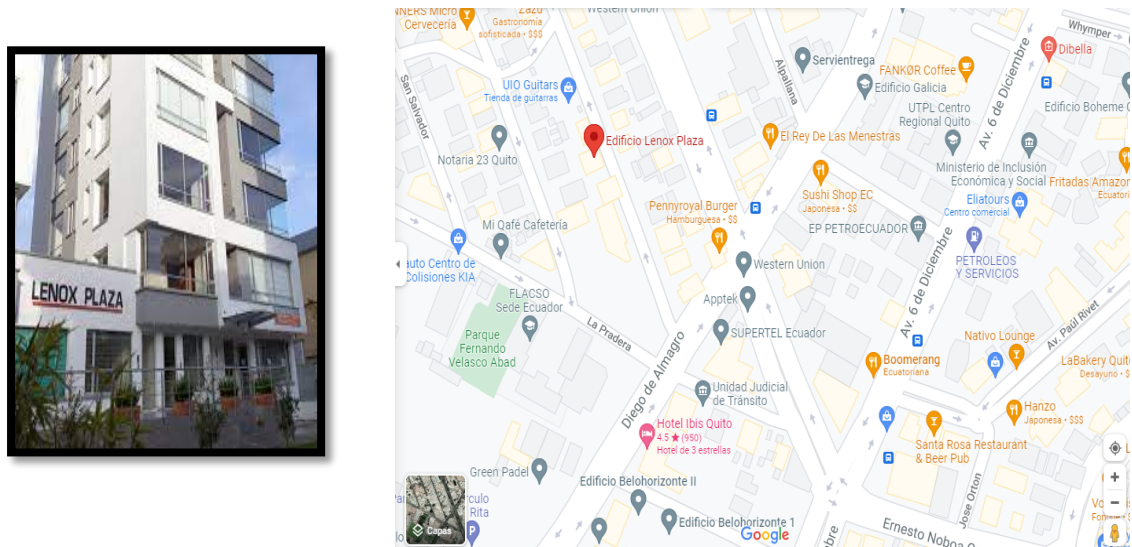 LENOX PLAZA
Zazu
Gastronomía
sofisticada • $$$
NNERS Micro
Cervecería
Western Union
Whymper
Dibella
Servientrega
FANKØR Coffee
Edificio Galicia
UIO Guitars
Tienda de guitarras
San Salvador
Alpallana
UTPL Centro
Regional Quito
Av. 6 de Diciembre
Edificio Boheme
Edificio Lenox Plaza
El Rey De Las Menestras
Notaria 23 Quito
Ministerio de Inclusión
Económica y Social
Fritadas Amazon
Ecuatori
Sushi Shop EC
Japonesa • $$
Eliatours
Centro comercial
Pennyroyal Burger
Hamburguesa • $$
Mi Qafé Cafetería
EP PETROECUADOR
auto Centro de
Colisiones KIA
Western Union
PETROLEOS
Y SERVICIOS
FLACSO
Sede Ecuador
Apptek
Av. 6 de Diciembre
La Pradera
SUPERTEL Ecuador
Parque
Fernando
Velasco Abad
Nativo Lounge
Av. Paúl Rivet
Boomerang
Ecuatoriana
LaBakery Quit
Desayuno • $
Diego de Almagro
Unidad Judicial
de Tránsito
Hanzo
Japonesa • $$$
Hotel Ibis Quito
4.5 ★ (950)
Hotel de 3 estrellas
Santa Rosa Restaurant
& Beer Pub
Green Padel
Edificio Belohorizonte II
Jose Orton
culo
Rita
Capas
Edificio Belohorizonte 1
Google
Ernesto Noboa